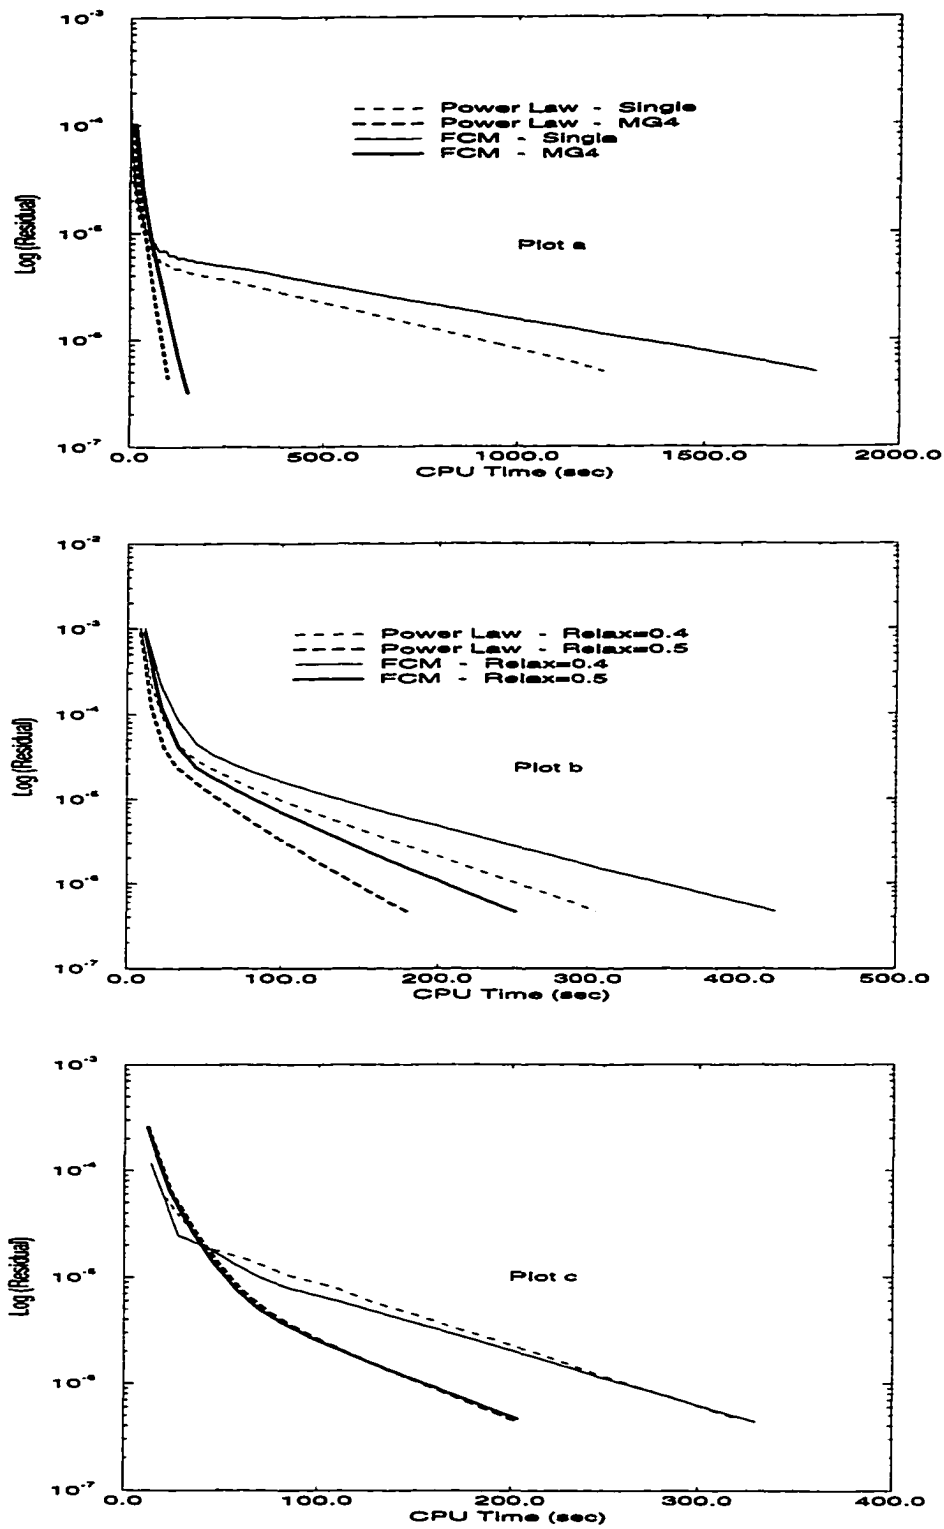 10-3
10-4
10-5
10-6
10-7
Log (Residual)
Power Law - Single
Power Law - MG4
FCM - Single
FCM - MG4
Plot a
0.0 500.0 1000.0 1500.0 2000.0
CPU Time (sec)
10-2
10-3
10-4
10-5
10-6
10-7
Log (Residual)
Power Law - Relax=0.4
Power Law - Relax=0.5
FCM - Relax=0.4
FCM - Relax=0.5
Plot b
0.0 100.0 200.0 300.0 400.0 500.0
CPU Time (sec)
10-3
10-4
10-5
10-6
10-7
Log (Residual)
Plot c
0.0 100.0 200.0 300.0 400.0
CPU Time (sec)